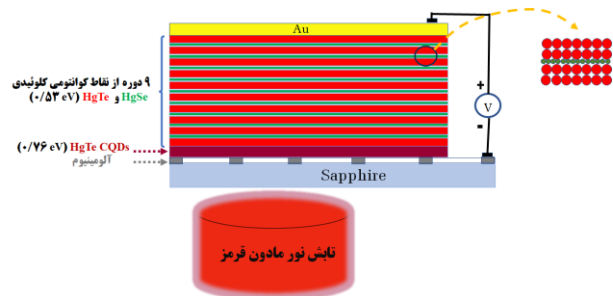 Au
۹ دوره از نقاط کوانتومی کلوئیدی
HgSe و HgTe (۰/۵۳ eV)
+
V
-
(۰/۷۶ eV) HgTe CQDs
آلومینیوم
Sapphire
تابش نور مادون قرمز